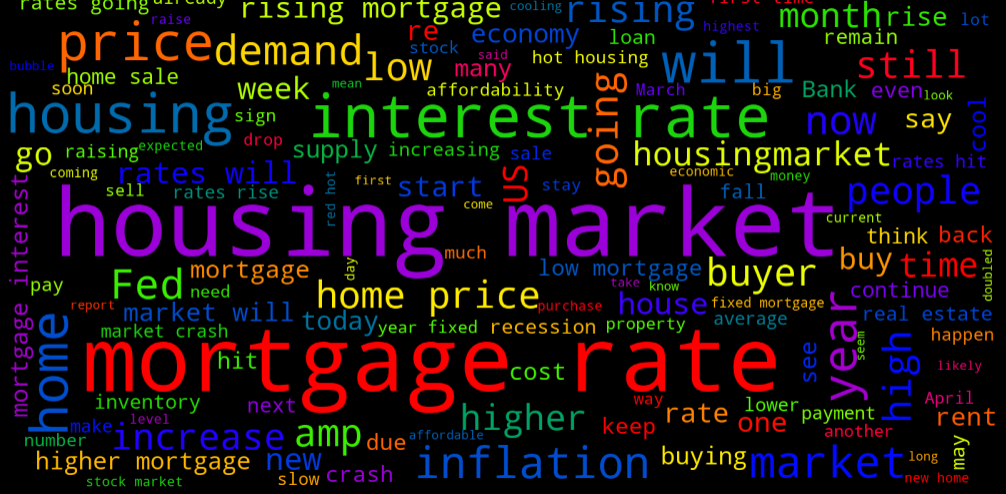 rates going
already
rising mortgage
cooling
rising
first time
raise
month
rise
lot
price
demand
re
economy
highest
stock
loan
remain
said
hot housing
bubble
home sale
low
many
will
still
soon
week
mean
affordability
going
March
big
Bank
even
look
housing
sign
interest rate
now
say
cool
drop
go
raising
expected
supply
increasing
sale
housingmarket
rates hit
coming
rates will
economic
money
sell
rates rise
red hot
first
start
US
stay
fall
people
mortgage interest
come
housing market
current
think
back
much
day
low mortgage
buyer
buy
time
doubled
pay
Fed
mortgage
need
take
know
continue
home price
report
purchase
house
fixed mortgage
year
market will
today
year fixed
recession
property
average
real estate
market crash
home
mortgage rate
hit
cost
see
seem
high
happen
likely
inventory
next
way
lower
April
make
level
higher
keep
rate
one
payment
rent
number
increase
amp
due
affordable
another
may
higher mortgage
new
inflation
buying
market
long
stock market
slow
crash
new home